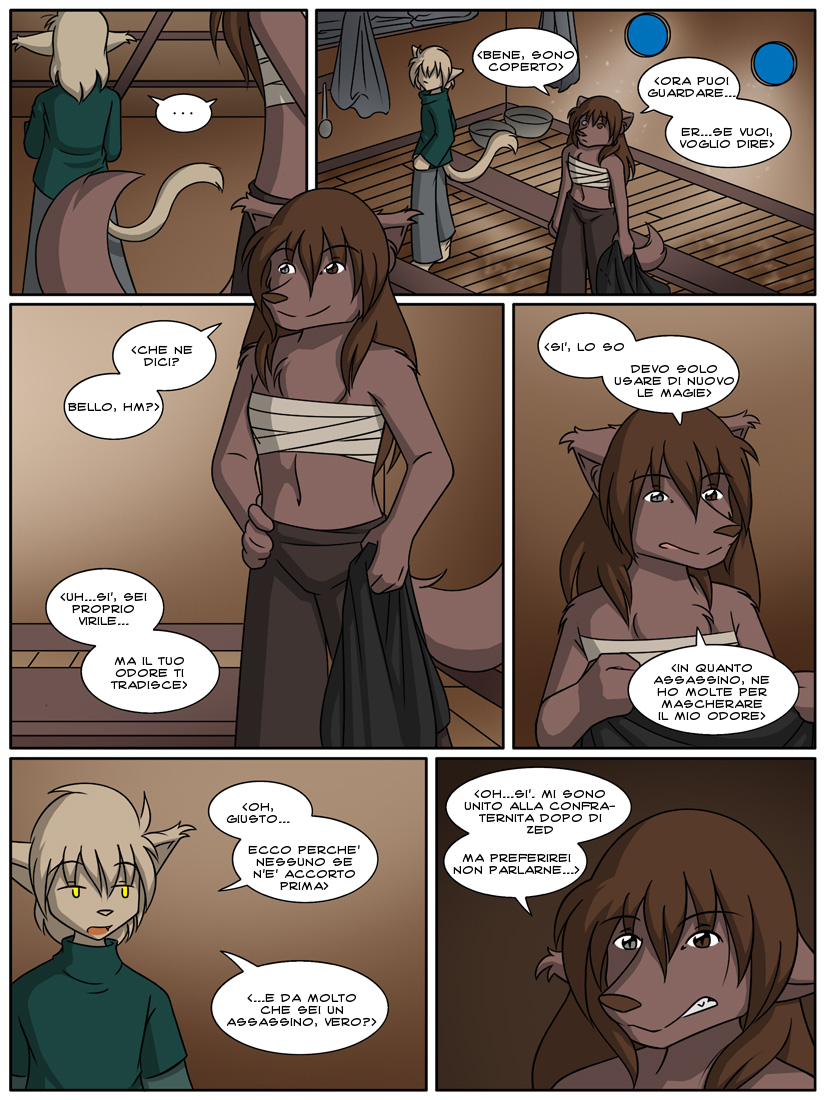 ...
<BENE, SONO
COPERTO>
<ORA PUOI
GUARDARE...
ER...SE VUOI,
VOGLIO DIRE>
<CHE NE
DICI?
BELLO, HM?>
<UH...SI', SEI
PROPRIO
VIRILE...
MA IL TUO
ODORE TI
TRADISCE>
<SI', LO SO
DEVO SOLO
USARE DI NUOVO
LE MAGIE>
<IN QUANTO
ASSASSINO, NE
HO MOLTE PER
MASCHERARE
IL MIO ODORE>
<OH,
GIUSTO...
ECCO PERCHE'
NESSUNO SE
N'E' ACCORTO
PRIMA>
<...E DA MOLTO
CHE SEI UN
ASSASSINO, VERO?>
<OH...SI'. MI SONO
UNITO ALLA CONFRA-
TERNITA DOPO DI
ZED
MA PREFERIREI
NON PARLARNE...>